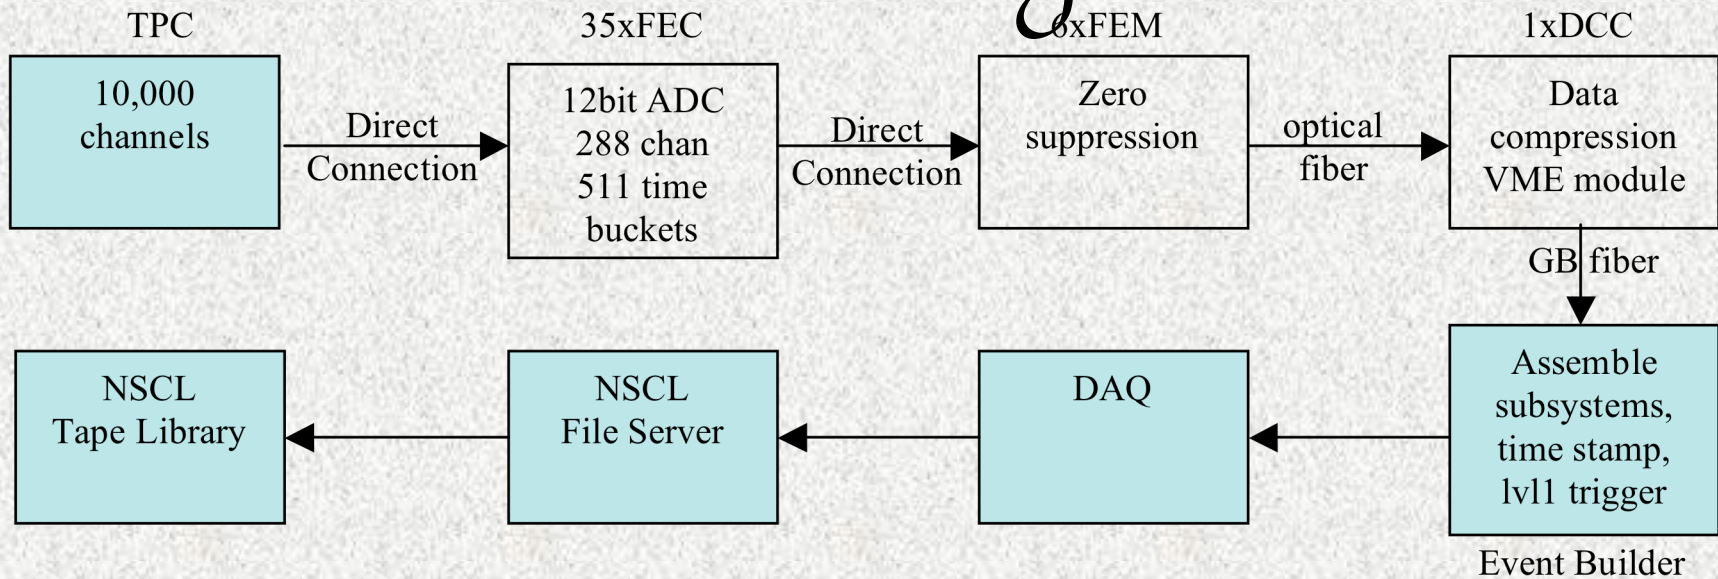 TPC
10,000
channels
Direct
Connection
35xFEC
12bit ADC
288 chan
511 time
buckets
Direct
Connection
6xFEM
Zero
suppression
optical
fiber
1xDCC
Data
compression
VME module
GB fiber
Assemble
subsystems,
time stamp,
lvl1 trigger
Event Builder
DAQ
NSCL
File Server
NSCL
Tape Library